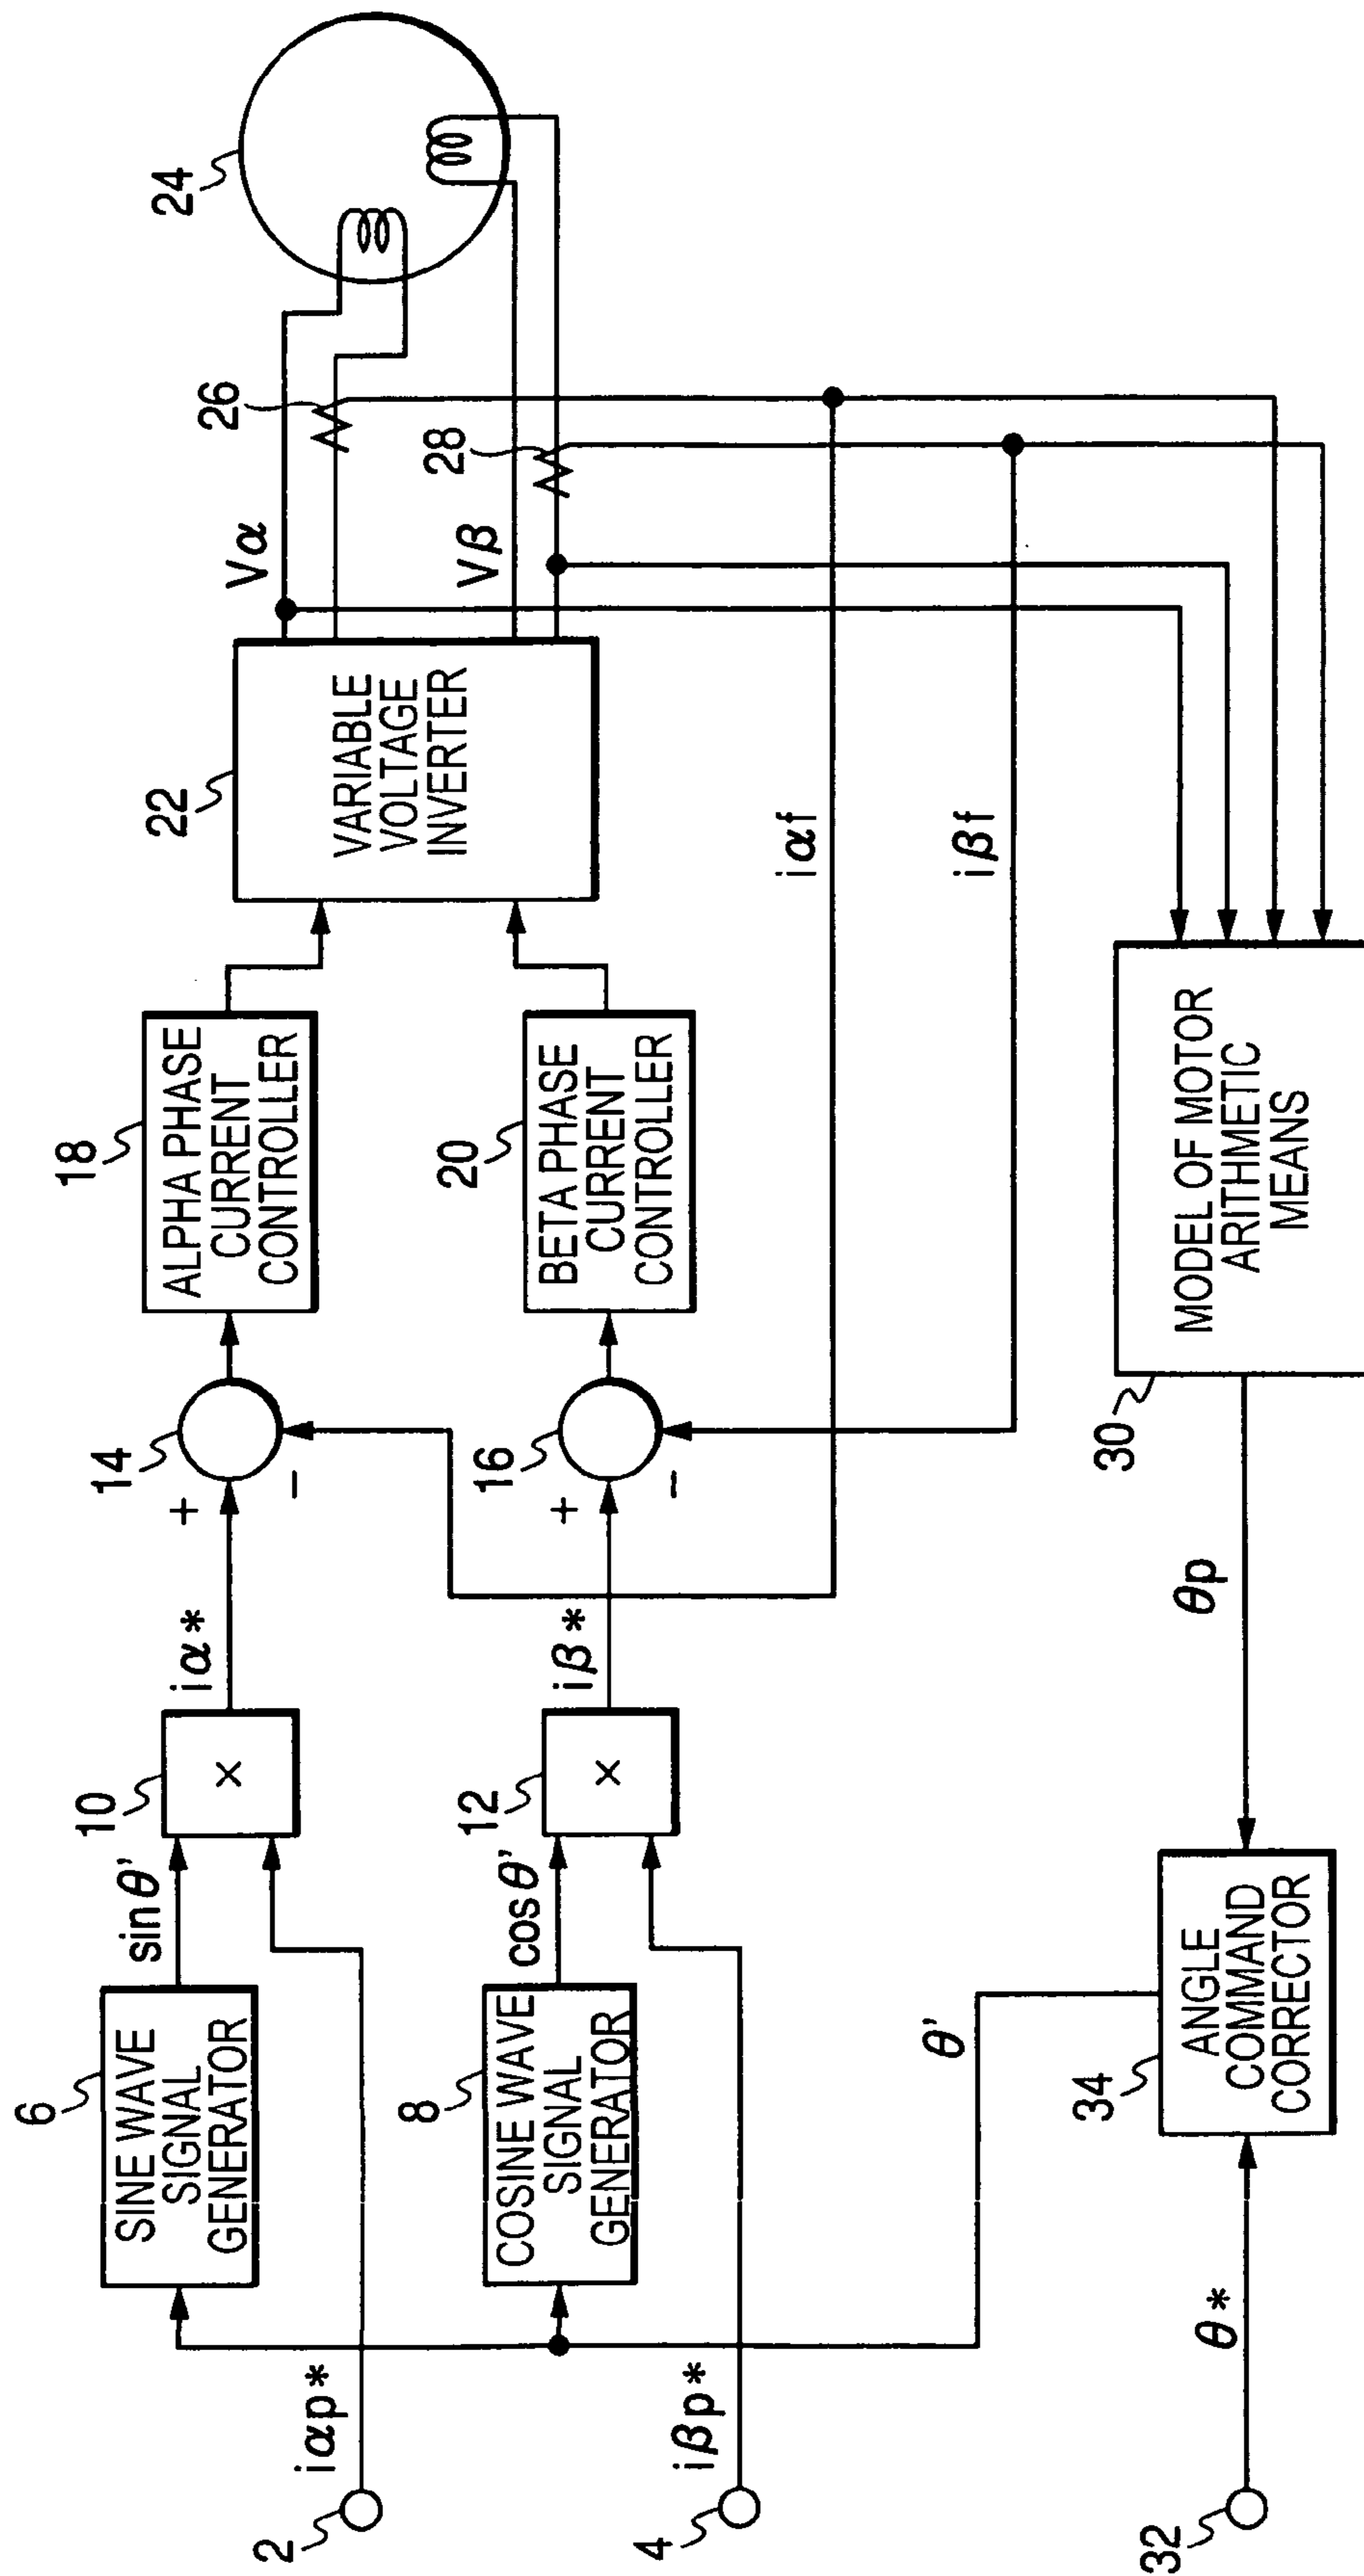 6
SINE WAVE
SIGNAL
GENERATOR
sinθ'
10
×
iα*
+
-
14
18
ALPHA PHASE
CURRENT
CONTROLLER
22
VARIABLE
VOLTAGE
INVERTER
Vα
Vβ
26
28
24
2
iαp*
8
COSINE WAVE
SIGNAL
GENERATOR
cosθ'
12
×
iβ*
+
-
16
20
BETA PHASE
CURRENT
CONTROLLER
iαf
iβf
4
iβp*
θ'
32
θ*
34
ANGLE
COMMAND
CORRECTOR
θp
30
MODEL OF MOTOR
ARITHMETIC
MEANS